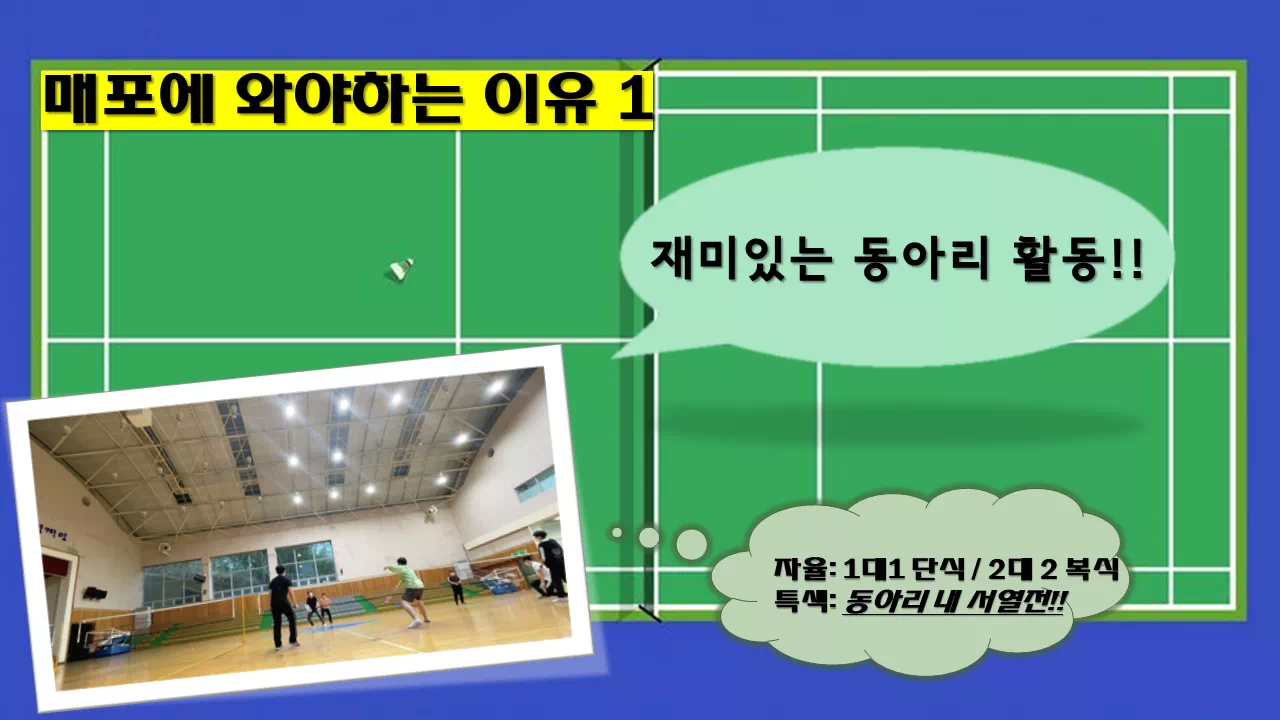 매포에 와야하는 이유 1
재미있는 동아리 활동!!
자율: 1대1 단식 / 2대 2 복식
특색: 동아리 내 서열전!!